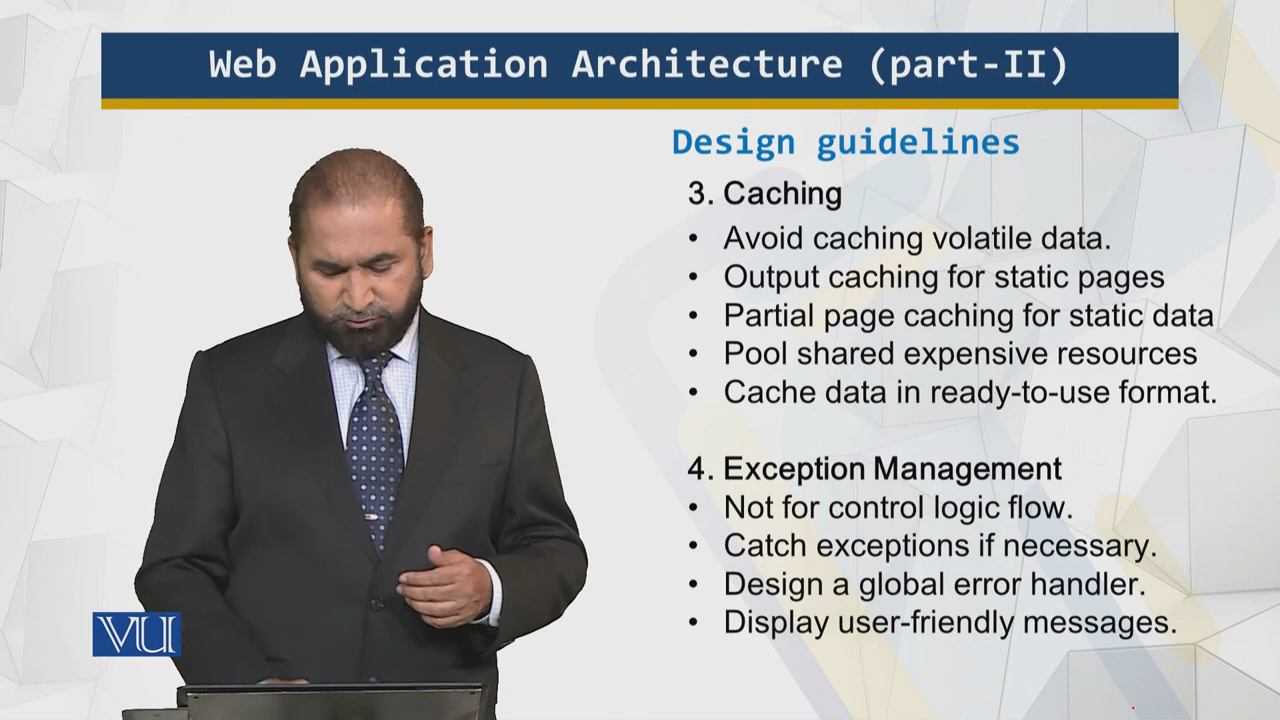 Web Application Architecture (part-II)
Design guidelines
3. Caching
• Avoid caching volatile data.
• Output caching for static pages
• Partial page caching for static data
• Pool shared expensive resources
• Cache data in ready-to-use format.
4. Exception Management
• Not for control logic flow.
• Catch exceptions if necessary.
• Design a global error handler.
• Display user-friendly messages.
VU